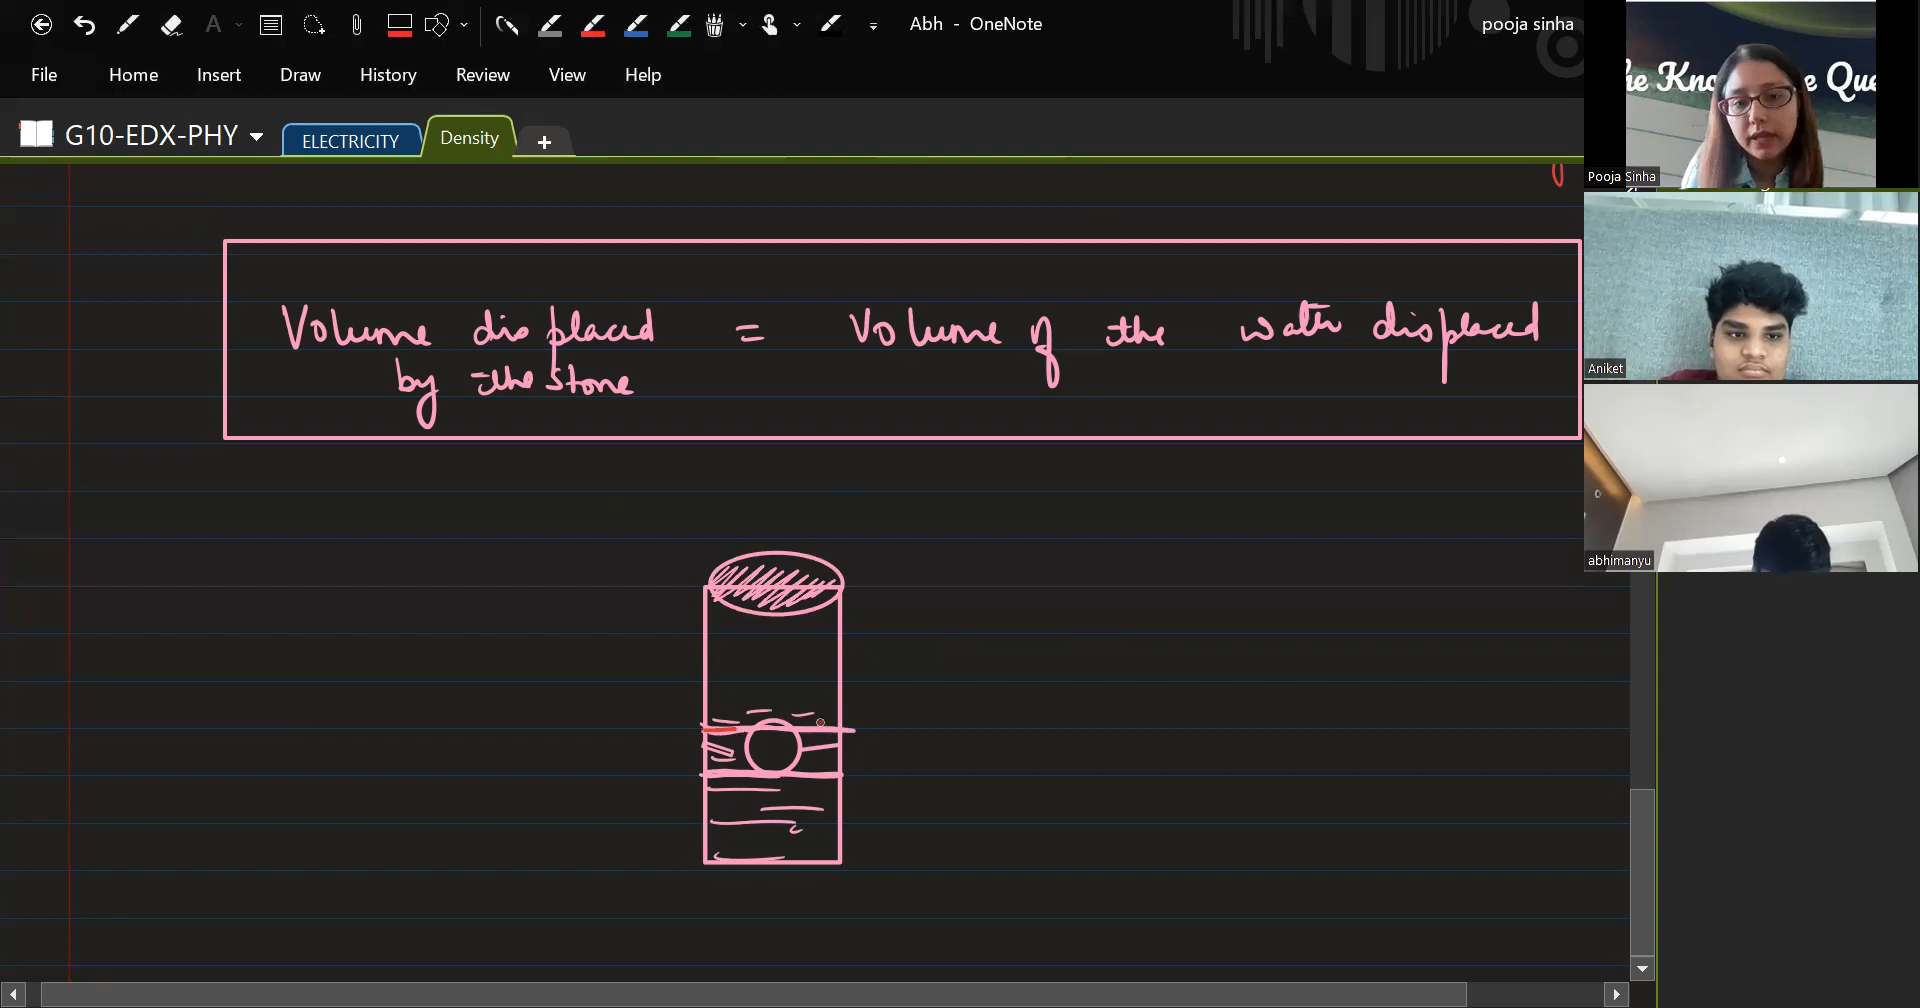 Abh - OneNote
pooja sinha
File Home Insert Draw History Review View Help
G10-EDX-PHY ELECTRICITY Density +
Pooja Sinha
Volume displaced = Volume of the water displaced
by the stone
Aniket
abhimanyu